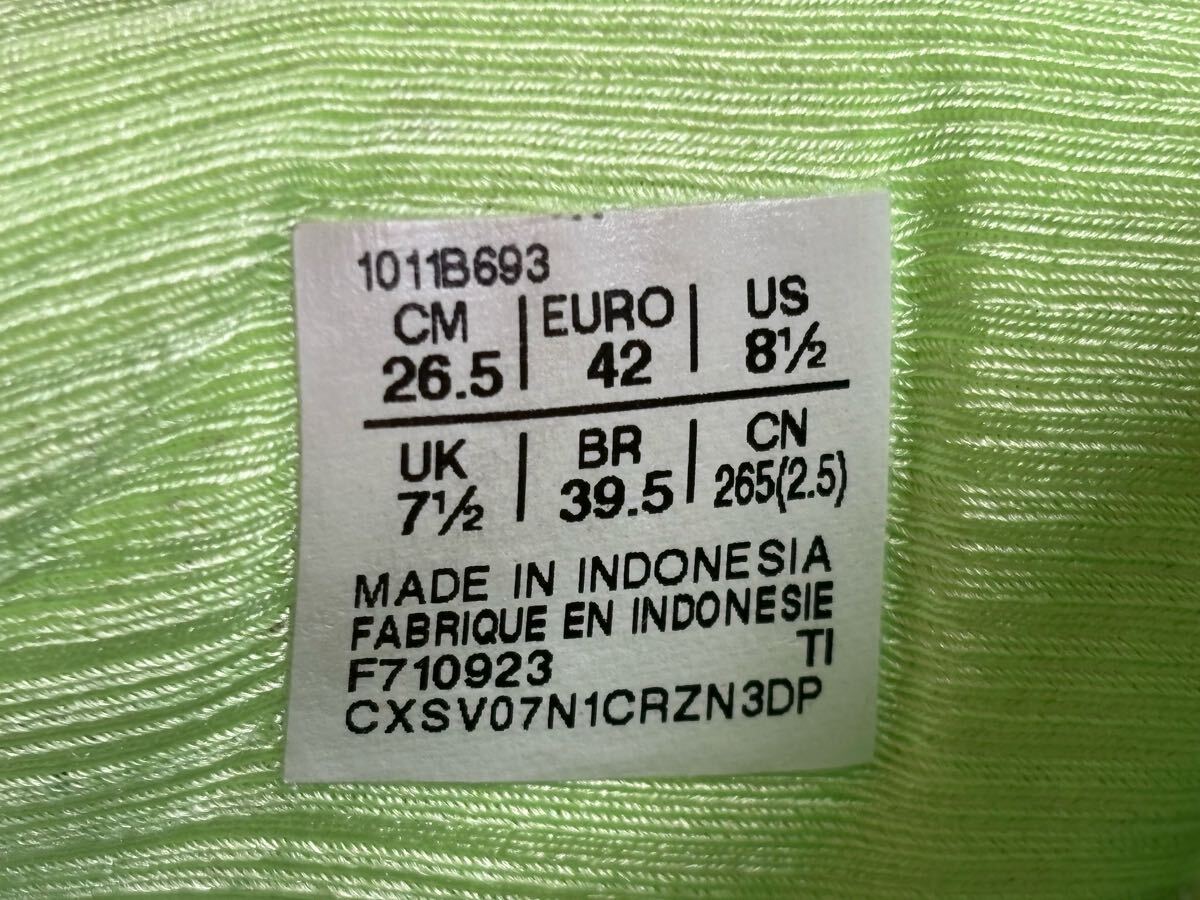 1011B693
CM EURO US
26.5 42 8½
UK BR CN
7½ 39.5 265(2.5)
MADE IN INDONESIA
FABRIQUE EN INDONESIE
F710923 TI
CXSV07N1CRZN3DP